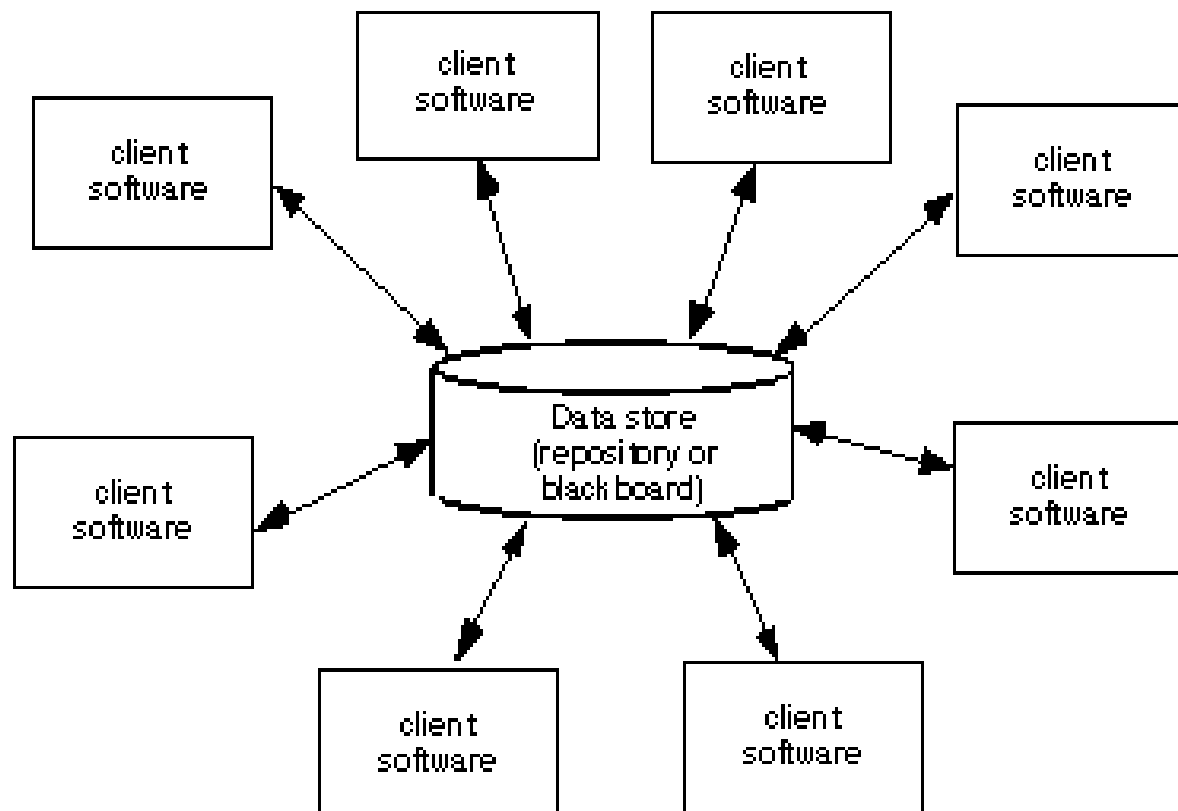 client
software
client
software
client
software
client
software
Data store
(repository or
blackboard)
client
software
client
software
client
software
client
software